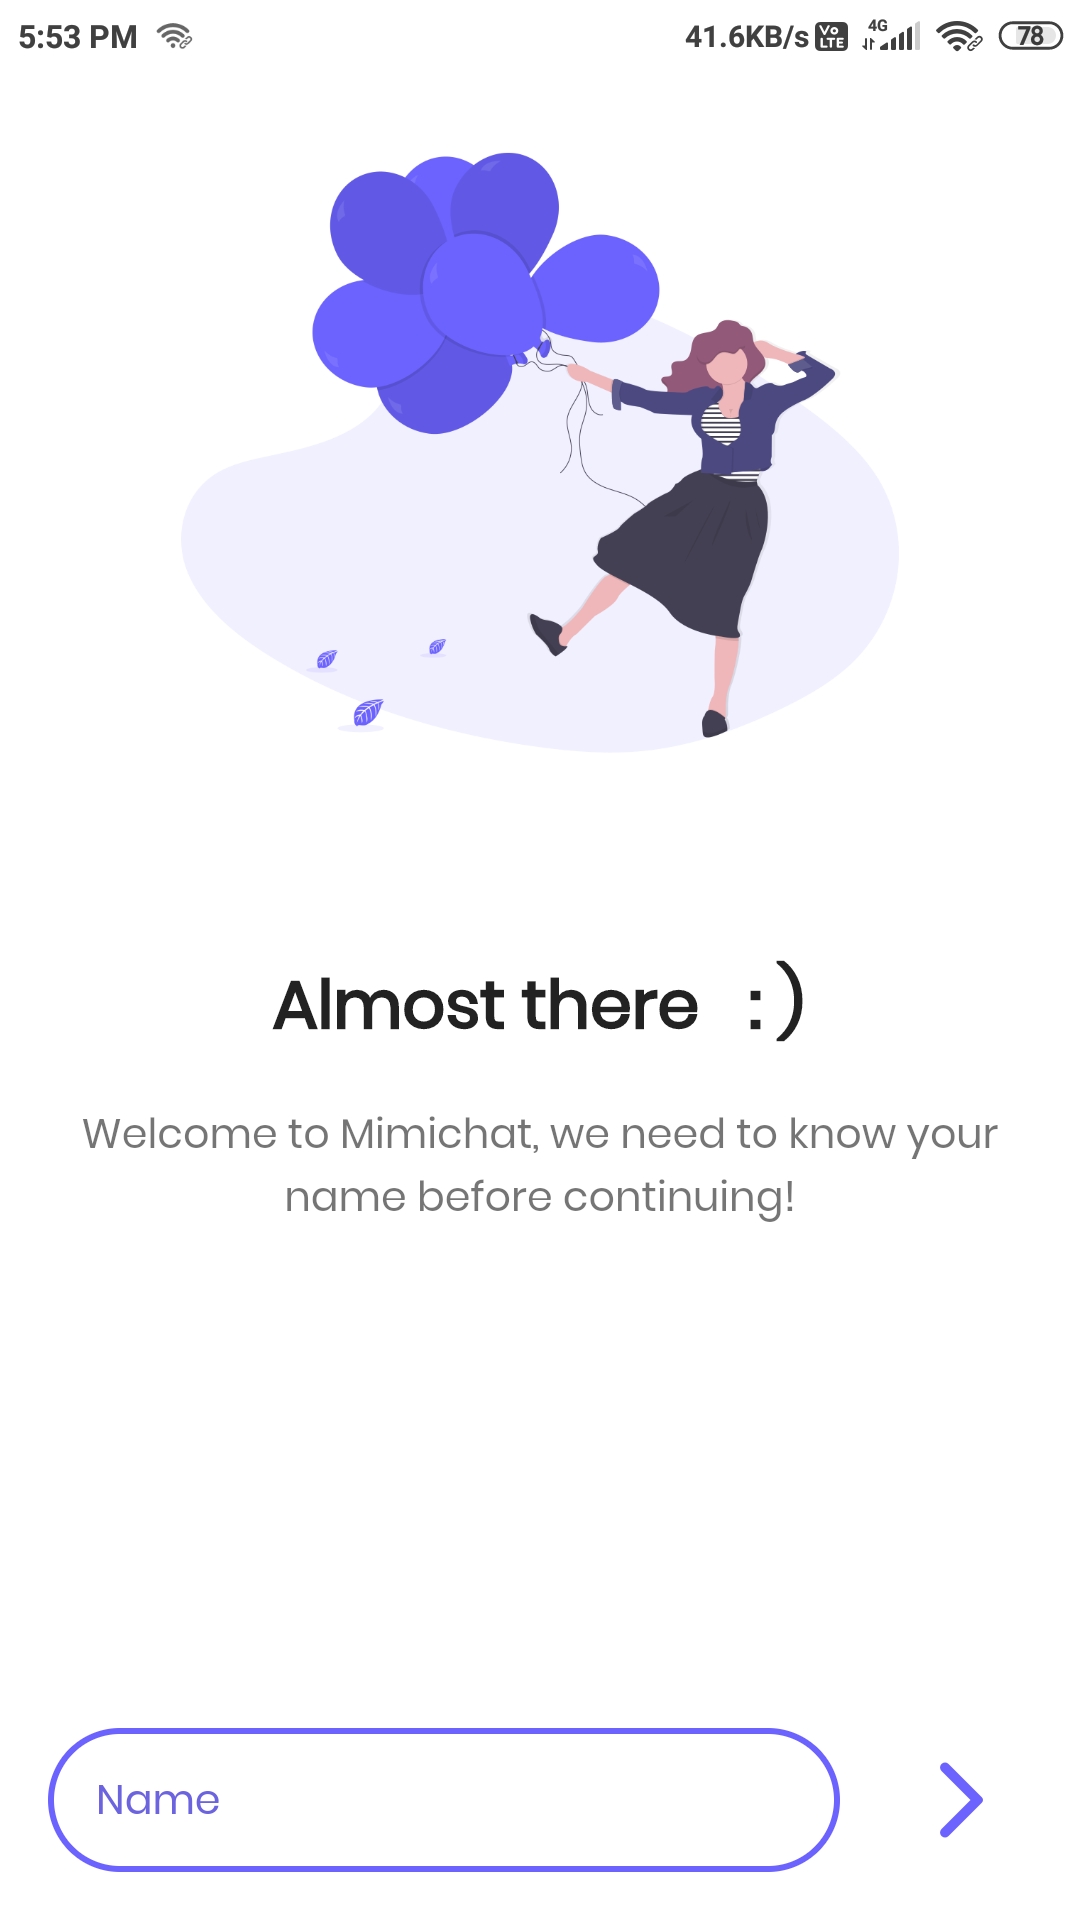 5:53 PM
41.6KB/s Vo LTE 4G 78
Almost there :)
Welcome to Mimichat, we need to know your
name before continuing!
Name